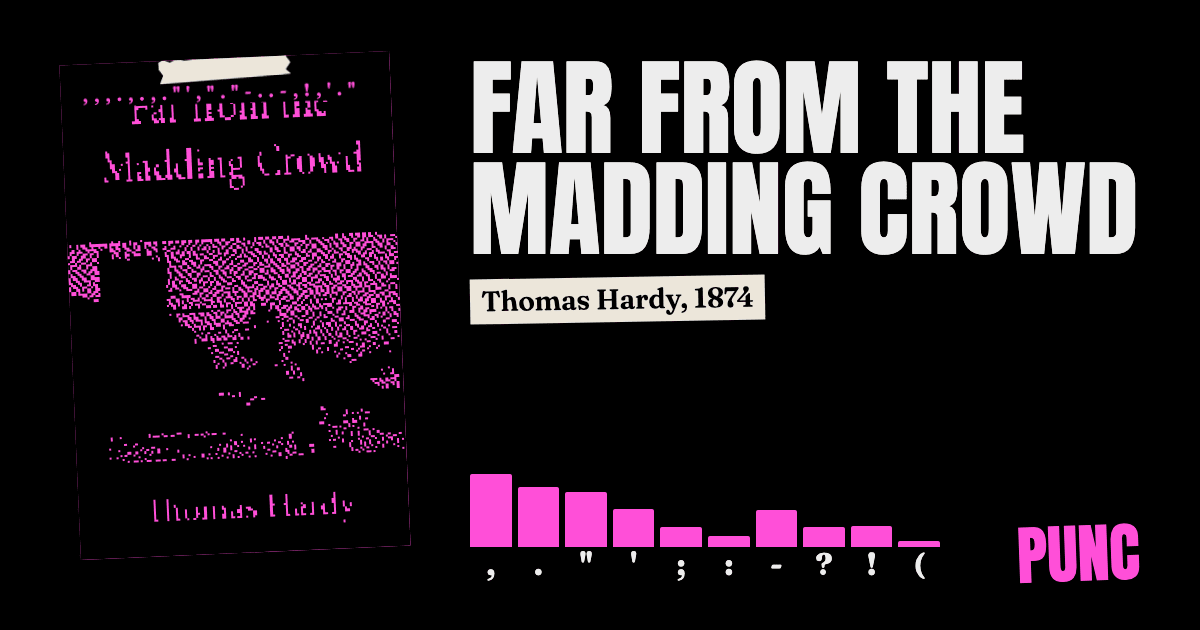 Far from the
Madding Crowd
Thomas Hardy
FAR FROM THE
MADDING CROWD
Thomas Hardy, 1874
, . " ' ; : - ? ! (
PUNC